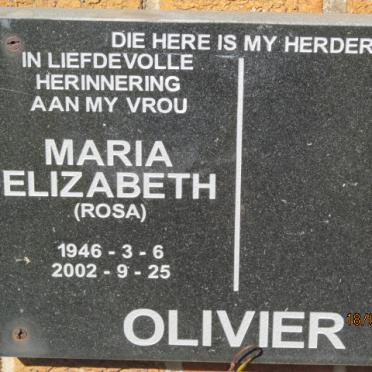 DIE HERE IS MY HERDER
IN LIEFDEVOLLE
HERINNERING
AAN MY VROU
MARIA
ELIZABETH
(ROSA)
1946 - 3 - 6
2002 - 9 - 25
OLIVIER